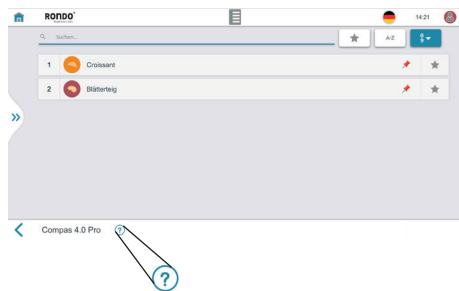 RONDO
14:21
Suchen...
A-Z
1 Croissant
2 Blätterteig
Compas 4.0 Pro ?
?